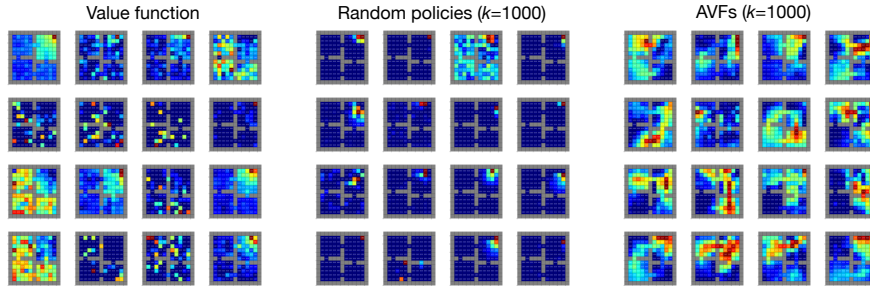 Value function
Random policies (k=1000)
AVFs (k=1000)